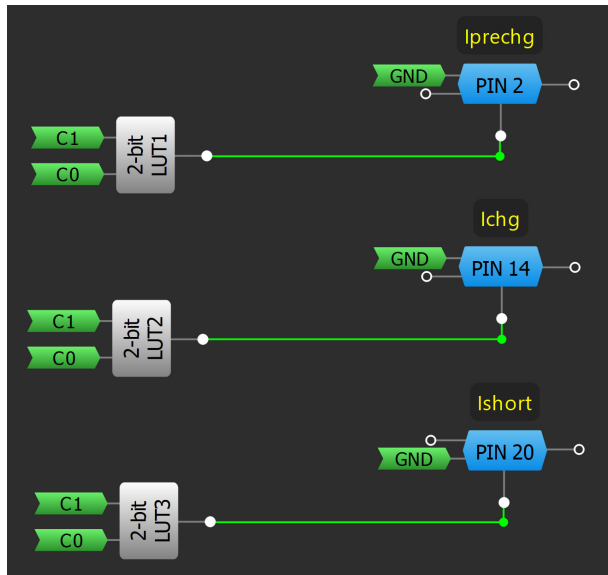 Iprechg
GND
PIN 2
C1
C0
2-bit
LUT1
Ichg
GND
PIN 14
C1
C0
2-bit
LUT2
Ishort
PIN 20
GND
C1
C0
2-bit
LUT3